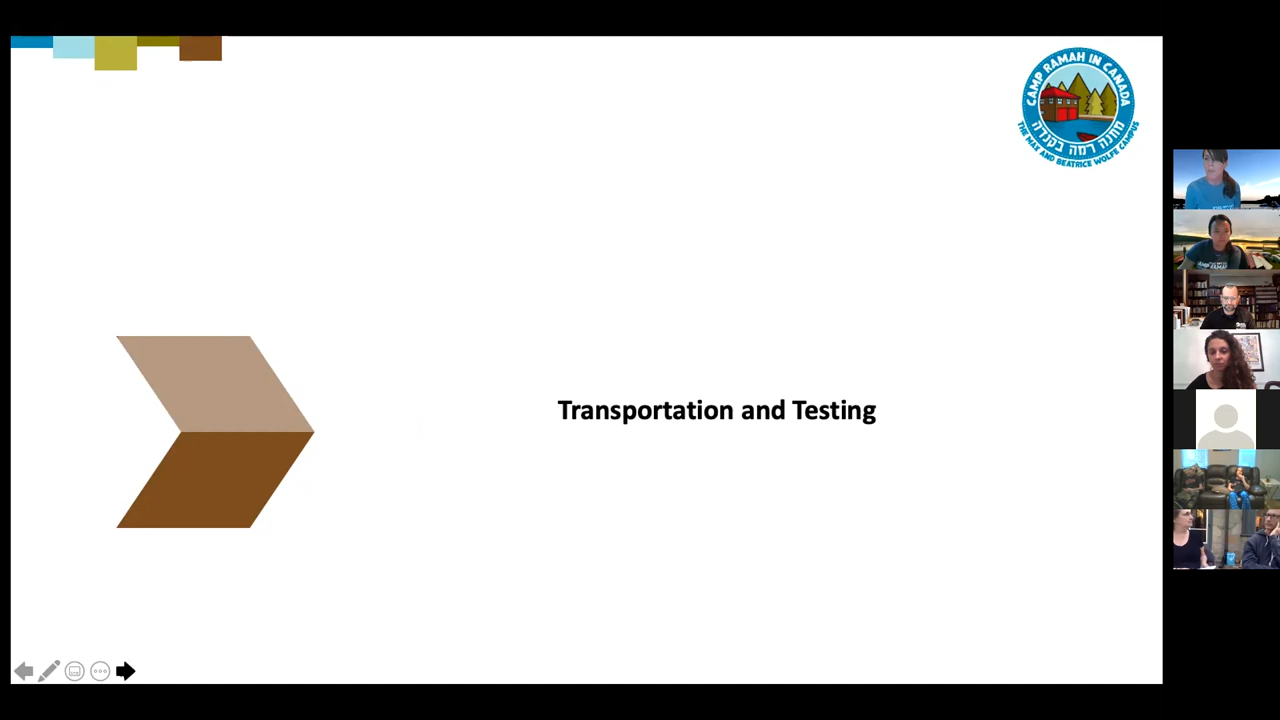 CAMP RAMAH IN CANADA
מחנה רמה בקנדה
THE MAX AND BEATRICE WOLFE CAMPUS
Transportation and Testing